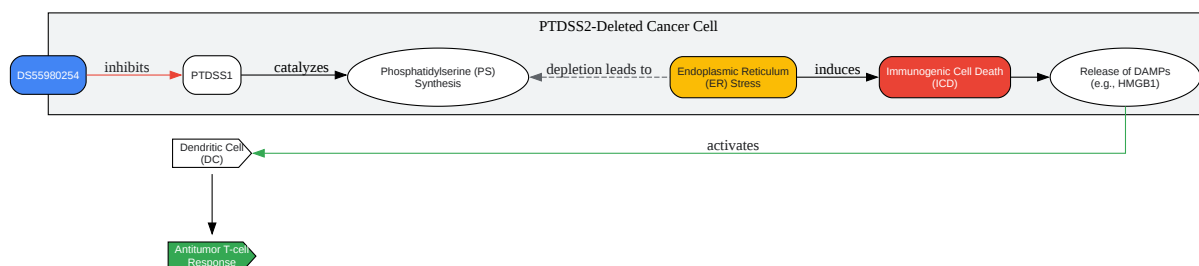 PTDSS2-Deleted Cancer Cell
DS55980254
inhibits
PTDSS1
catalyzes
Phosphatidylserine (PS)
Synthesis
depletion leads to
Endoplasmic Reticulum
(ER) Stress
induces
Immunogenic Cell Death
(ICD)
Release of DAMPs
(e.g., HMGB1)
Dendritic Cell
(DC)
activates
Antitumor T-cell
Response